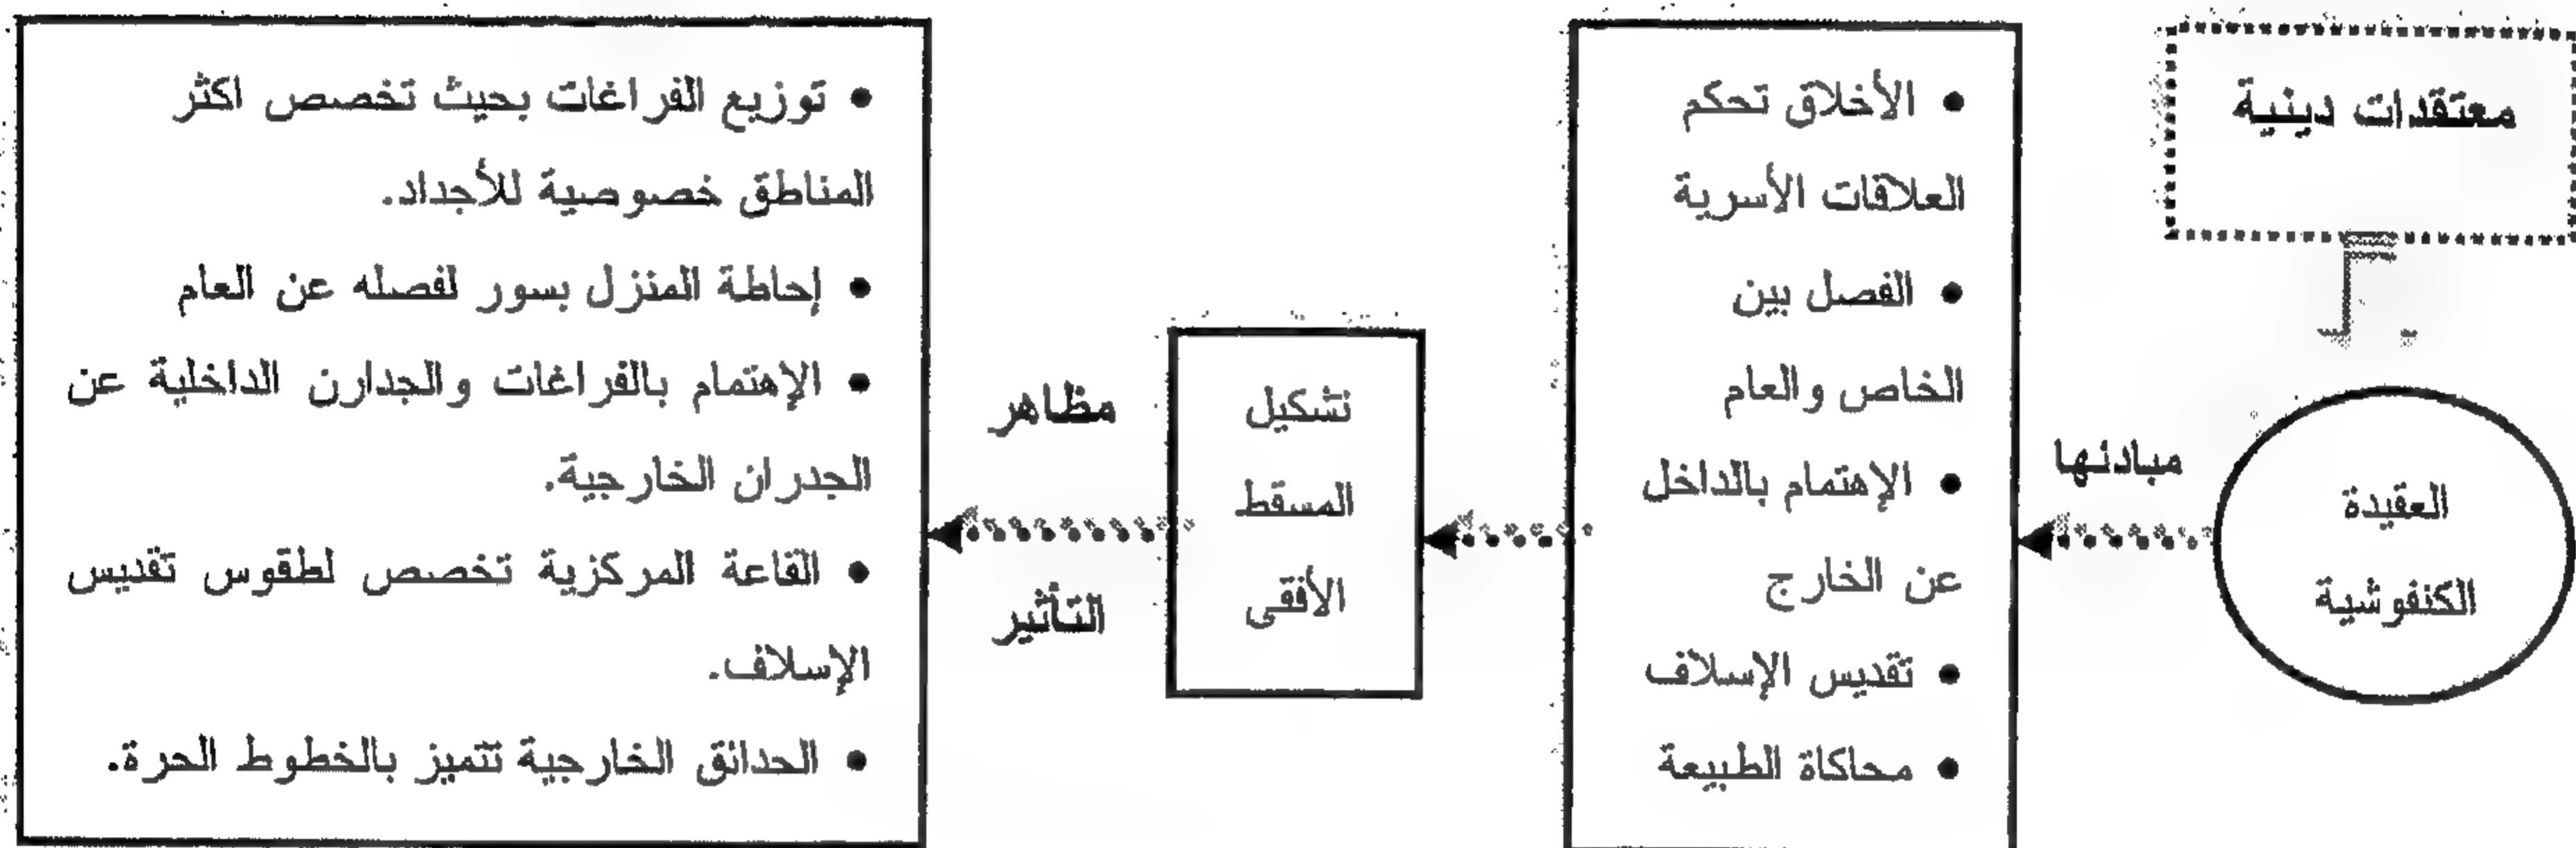 معتقدات دينية
العقيدة
الكنفوشية
مبادئها
• الأخلاق تحكم
العلاقات الأسرية
• الفصل بين
الخاص والعام
• الإهتمام بالداخل
عن الخارج
• تقديس الإسلاف
• محاكاة الطبيعة
تشكيل
المسقط
الأفقى
مظاهر
التأثير
• توزيع الفراغات بحيث تخصص اكثر
المناطق خصوصية للأجداد.
• إحاطة المنزل بسور لفصله عن العام
• الإهتمام بالفراغات والجدارن الداخلية عن
الجدران الخارجية.
• القاعة المركزية تخصص لطقوس تقديس
الإسلاف.
• الحدائق الخارجية تتميز بالخطوط الحرة.